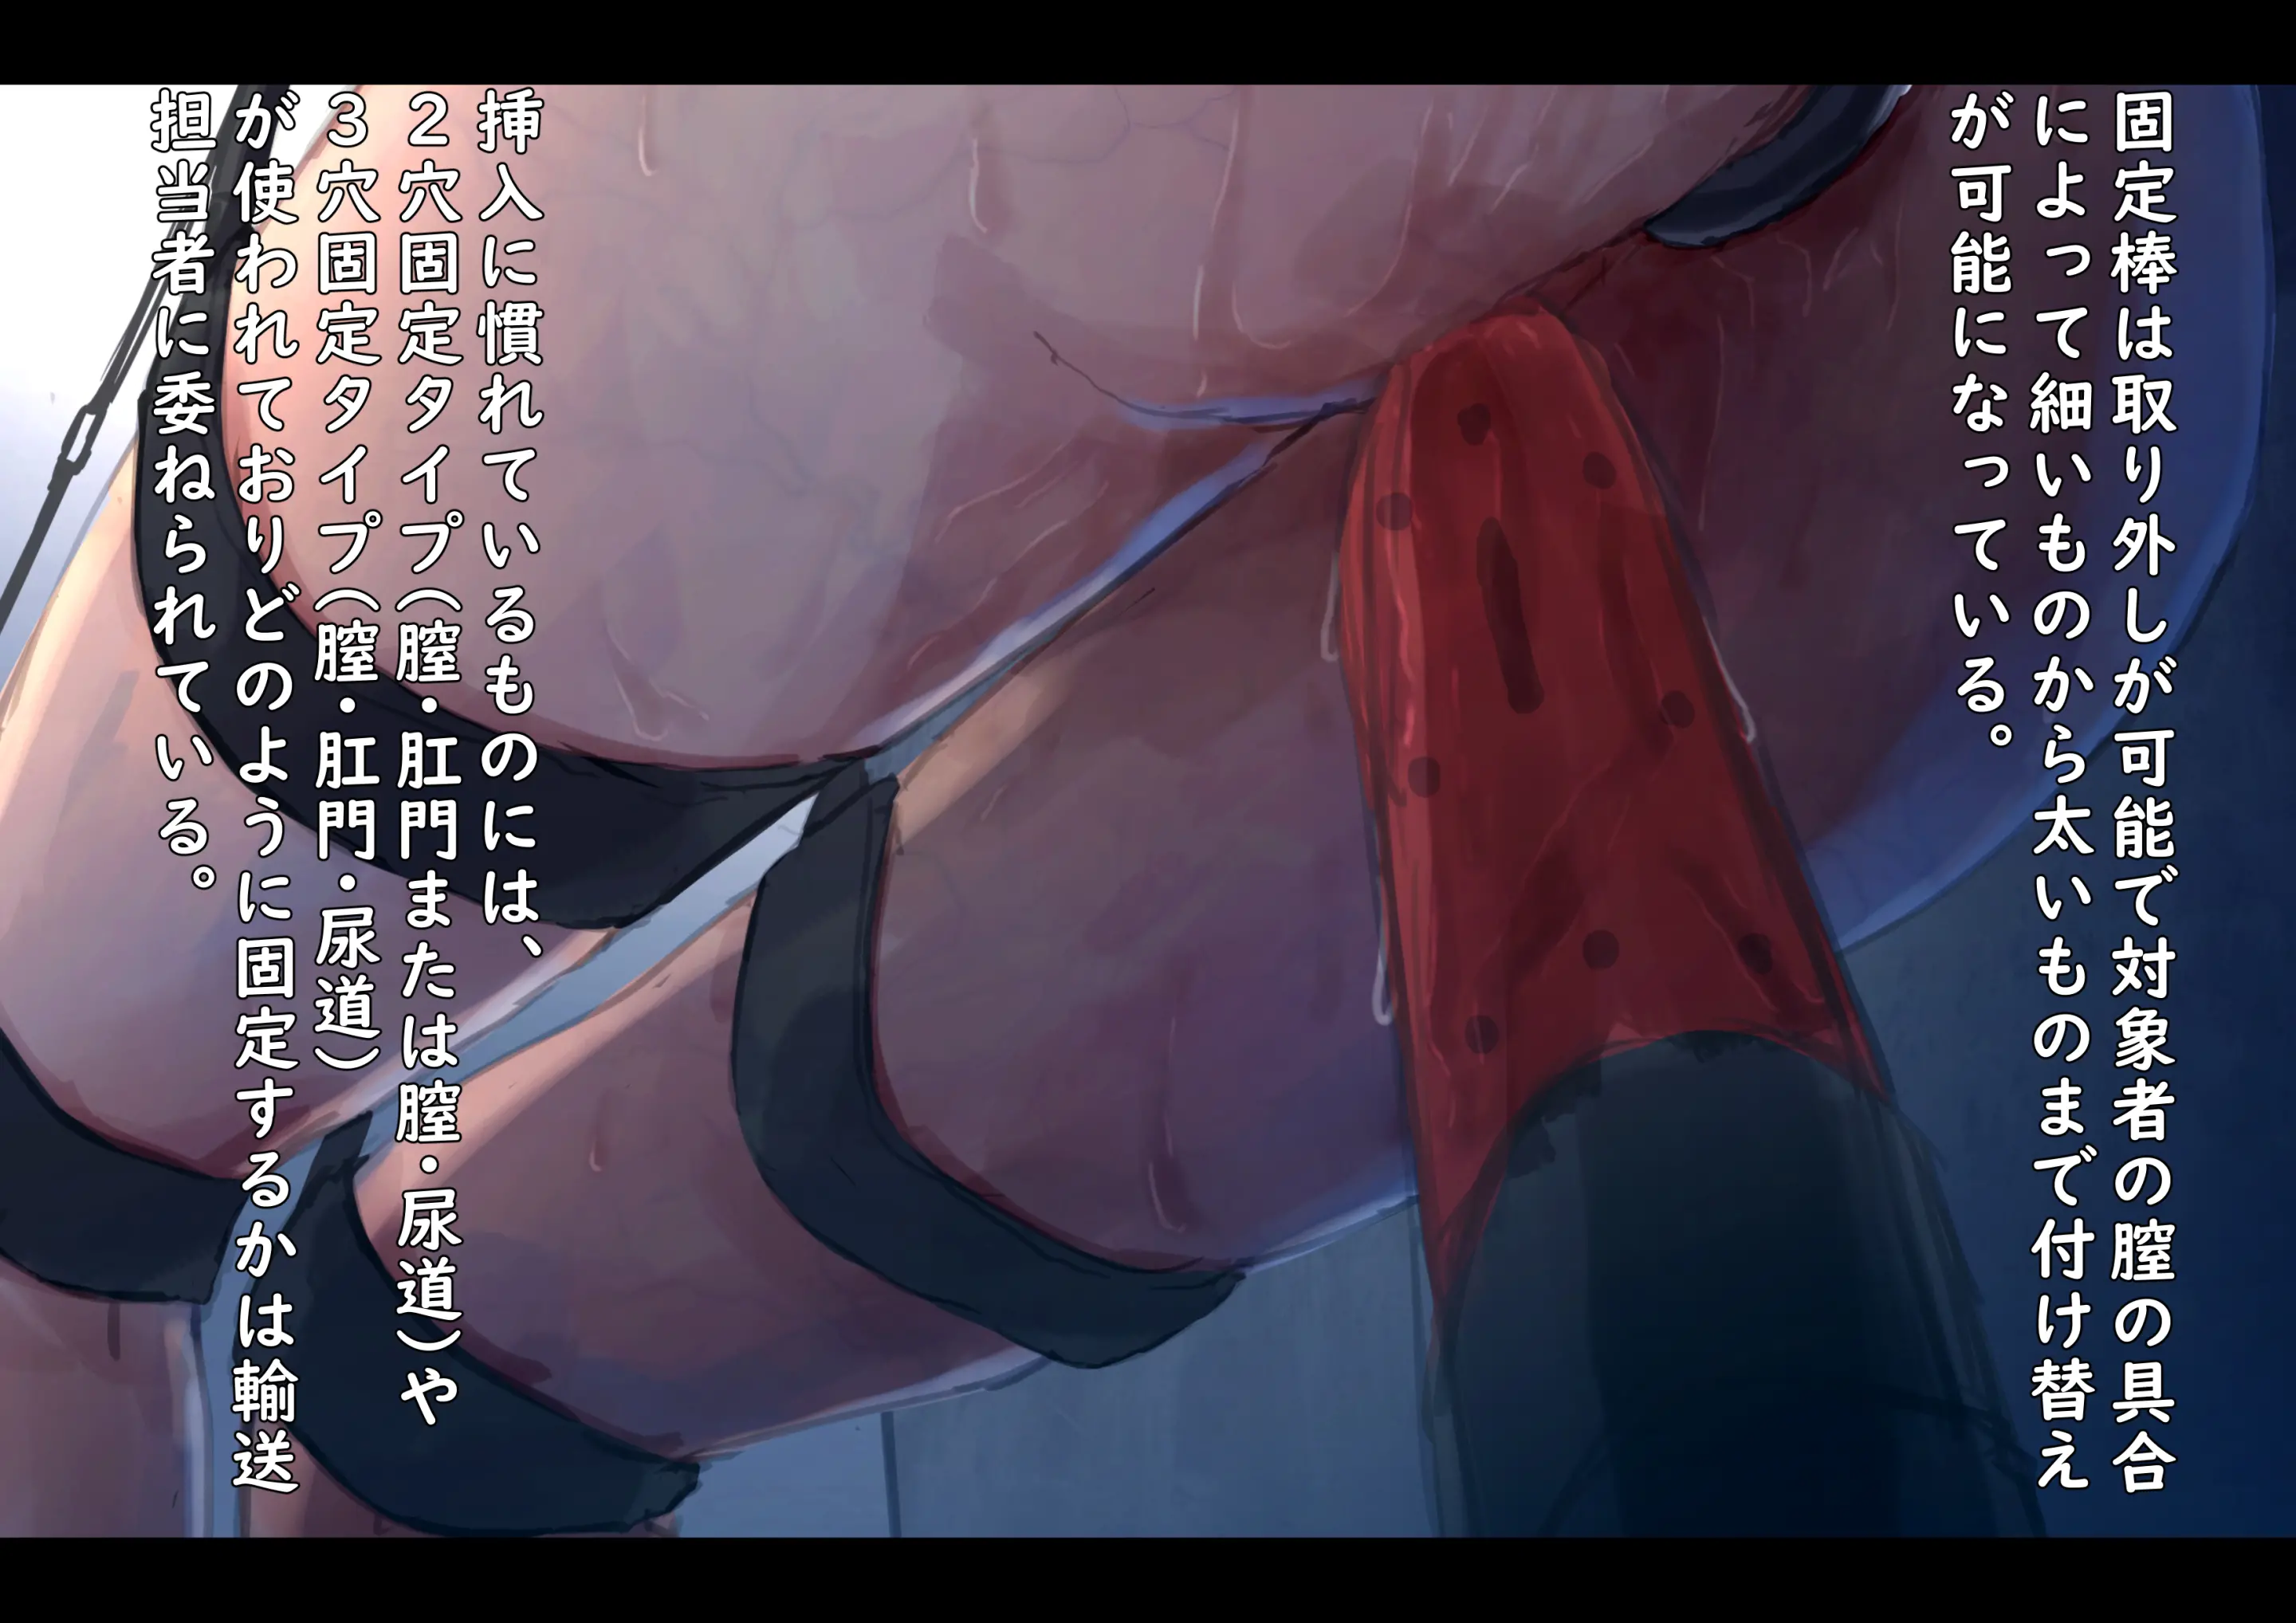 固定棒は取り外しが可能で対象者の膣の具合
によって細いものから太いものまで付け替え
が可能になっている。
挿入に慣れているものには、
２穴固定タイプ（膣・肛門または膣・尿道）や
３穴固定タイプ（膣・肛門・尿道）
が使われておりどのように固定するかは輸送
担当者に委ねられている。